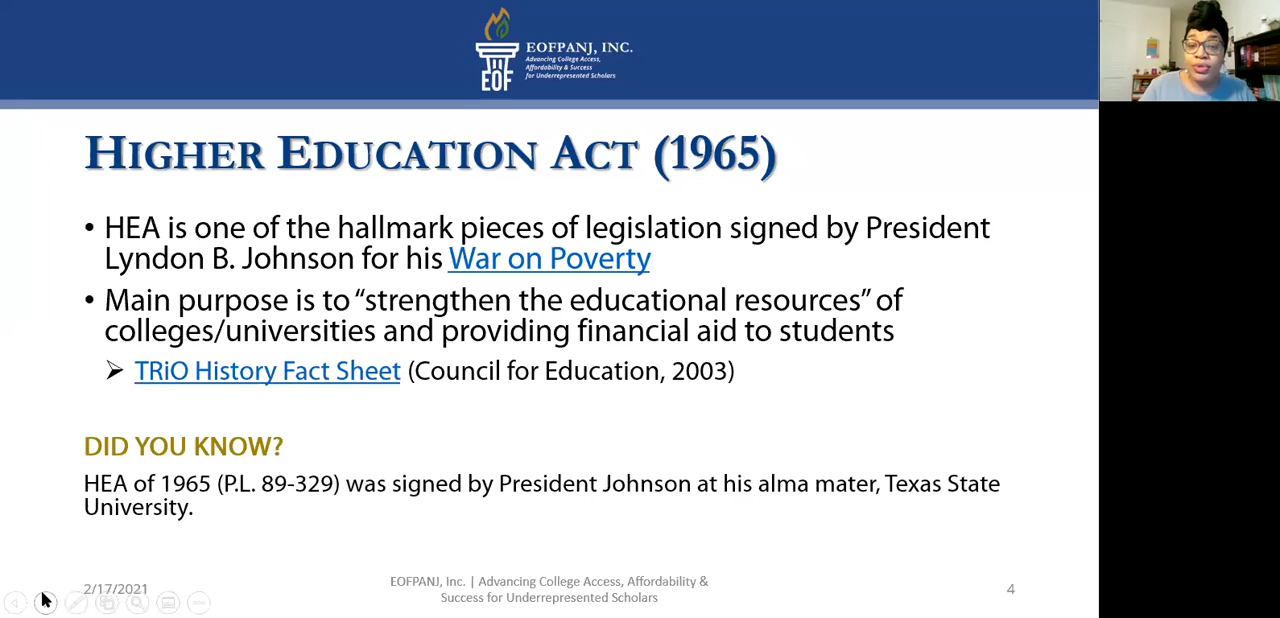 EOFPANJ, INC.
Advancing College Access,
Affordability & Success
for Underrepresented Scholars
EOF
HIGHER EDUCATION ACT (1965)
• HEA is one of the hallmark pieces of legislation signed by President
Lyndon B. Johnson for his War on Poverty
• Main purpose is to “strengthen the educational resources” of
colleges/universities and providing financial aid to students
➢ TRiO History Fact Sheet (Council for Education, 2003)
DID YOU KNOW?
HEA of 1965 (P.L. 89-329) was signed by President Johnson at his alma mater, Texas State
University.
2/17/2021
EOFPANJ, Inc. | Advancing College Access, Affordability &
Success for Underrepresented Scholars
4